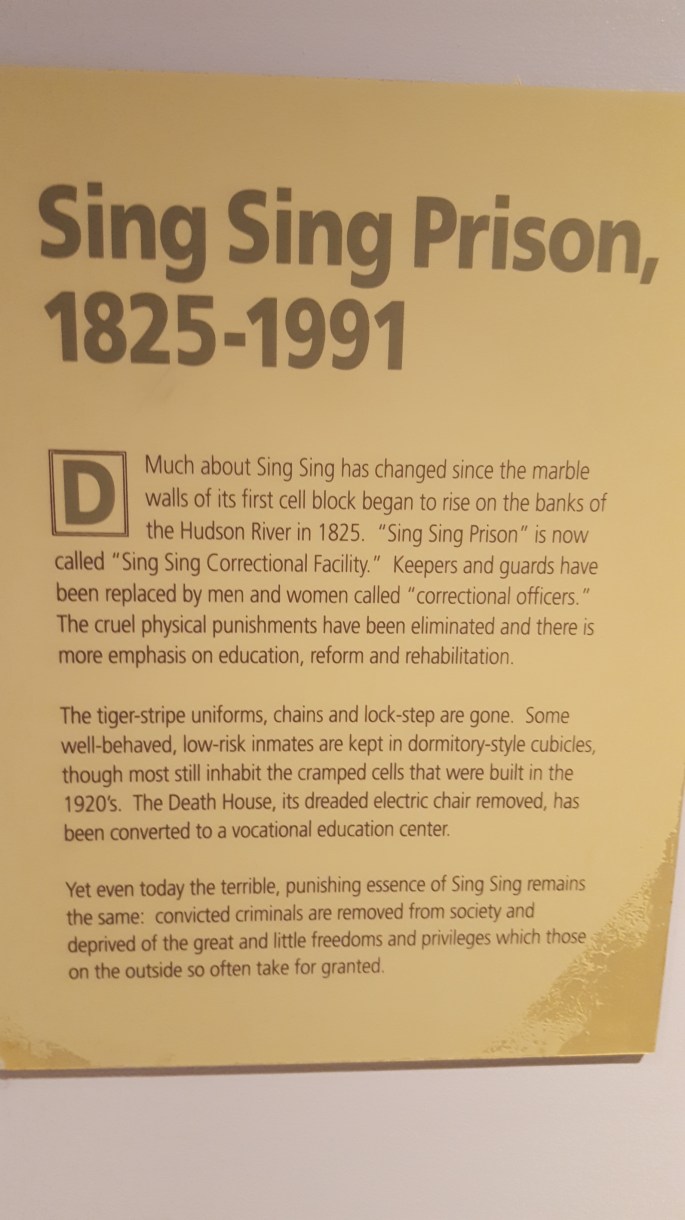 Sing Sing Prison,
1825-1991
D
Much about Sing Sing has changed since the marble
walls of its first cell block began to rise on the banks of
the Hudson River in 1825. “Sing Sing Prison” is now
called “Sing Sing Correctional Facility.” Keepers and guards have
been replaced by men and women called “correctional officers.”
The cruel physical punishments have been eliminated and there is
more emphasis on education, reform and rehabilitation.
The tiger-stripe uniforms, chains and lock-step are gone. Some
well-behaved, low-risk inmates are kept in dormitory-style cubicles,
though most still inhabit the cramped cells that were built in the
1920's. The Death House, its dreaded electric chair removed, has
been converted to a vocational education center.
Yet even today the terrible, punishing essence of Sing Sing remains
the same: convicted criminals are removed from society and
deprived of the great and little freedoms and privileges which those
on the outside so often take for granted.